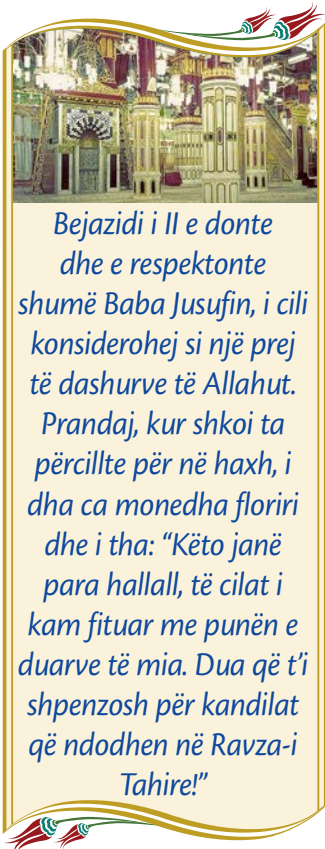 Bejazidi i II e donte
dhe e respektonte
shumë Baba Jusufin, i cili
konsiderohej si një prej
të dashurve të Allahut.
Prandaj, kur shkoi ta
përcillte për në haxh, i
dha ca monedha floriri
dhe i tha: “Këto janë
para hallall, të cilat i
kam fituar me punën e
duarve të mia. Dua që t’i
shpenzosh për kandilat
që ndodhen në Ravza-i
Tahire!”